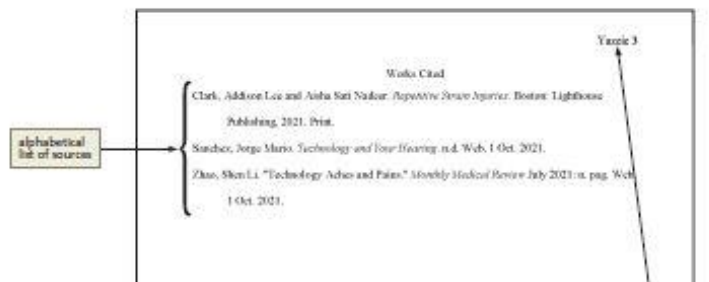 Yazzie 3
Works Cited
Clark, Addison Lee and Aisha Sari Nadear. Repetitive Strain Injuries. Boston: Lighthouse
Publishing, 2021. Print.
alphabetical
list of sources
Sanchez, Jorge Mario. Technology and Your Hearing. n.d. Web. 1 Oct. 2021.
Zhao, Shen Li. "Technology Aches and Pains." Monthly Medical Review July 2021: n. pag. Web.
1 Oct. 2021.